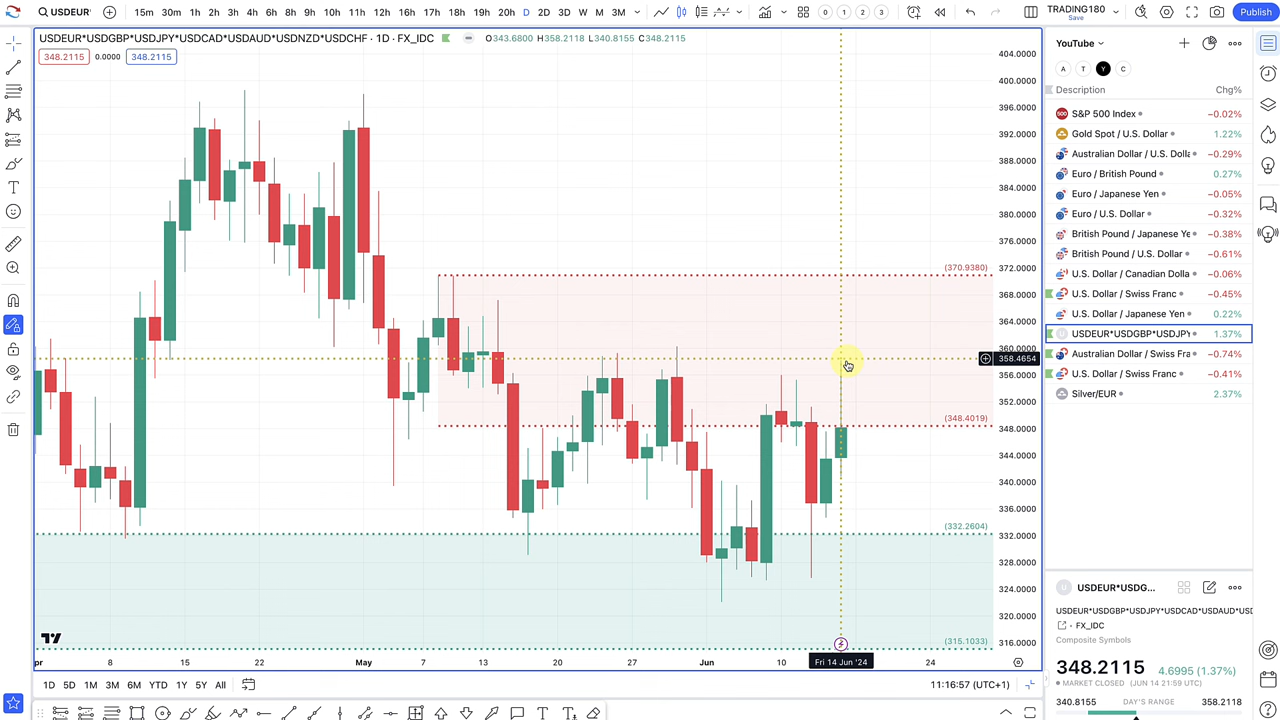 USDEUR
15m 30m 1h 2h 3h 4h 6h 8h 9h 10h 11h 12h 16h 17h 18h 19h 20h D 2D 3D W M 3M
0 1 2 3
TRADING180
Save
Publish
USDEUR*USDGBP*USDJPY*USDCAD*USDAUD*USDNZD*USDCHF · 1D · FX_IDC O343.6800 H358.2118 L340.8155 C348.2115
348.2115 0.0000 348.2115
404.0000
400.0000
396.0000
392.0000
388.0000
384.0000
380.0000
376.0000
(370.9380) 372.0000
368.0000
364.0000
360.0000
358.4654
356.0000
352.0000
(348.4019) 348.0000
344.0000
340.0000
336.0000
(332.2604) 332.0000
328.0000
324.0000
320.0000
(315.1033) 316.0000
pr 8 15 22 May 7 13 20 27 Jun 10 Fri 14 Jun '24 24
1D 5D 1M 3M 6M YTD 1Y 5Y All
11:16:57 (UTC+1)
YouTube
A T Y C
Description Chg%
S&P 500 Index −0.02%
Gold Spot / U.S. Dollar 1.22%
Australian Dollar / U.S. Dolla −0.29%
Euro / British Pound 0.27%
Euro / Japanese Yen −0.05%
Euro / U.S. Dollar −0.32%
British Pound / Japanese Ye −0.38%
British Pound / U.S. Dollar −0.61%
U.S. Dollar / Canadian Dolla −0.06%
U.S. Dollar / Swiss Franc −0.45%
U.S. Dollar / Japanese Yen 0.22%
USDEUR*USDGBP*USDJPY 1.37%
Australian Dollar / Swiss Fra −0.74%
U.S. Dollar / Swiss Franc −0.41%
Silver/EUR 2.37%
U USDEUR*USDG...
USDEUR*USDGBP*USDJPY*USDCAD*USDAUD*USD
FX_IDC
Composite Symbols
348.2115 4.6995 (1.37%)
MARKET CLOSED (JUN 14 21:59 UTC)
340.8155 DAY'S RANGE 358.2118